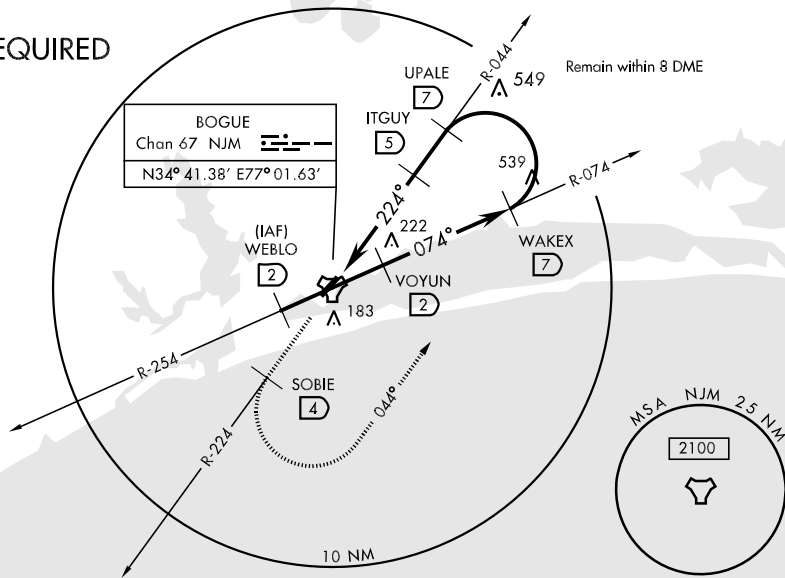 EQUIRED
Remain within 8 DME
R-044
UPALE
7
549
ITGUY
5
BOGUE
Chan 67 NJM
N34° 41.38' E77° 01.63'
539
R-074
224°
222
074°
(IAF)
WEBLO
2
WAKEX
7
VOYUN
2
183
R-254
SOBIE
4
044°
R-224
MSA NJM 25 NM
2100
10 NM